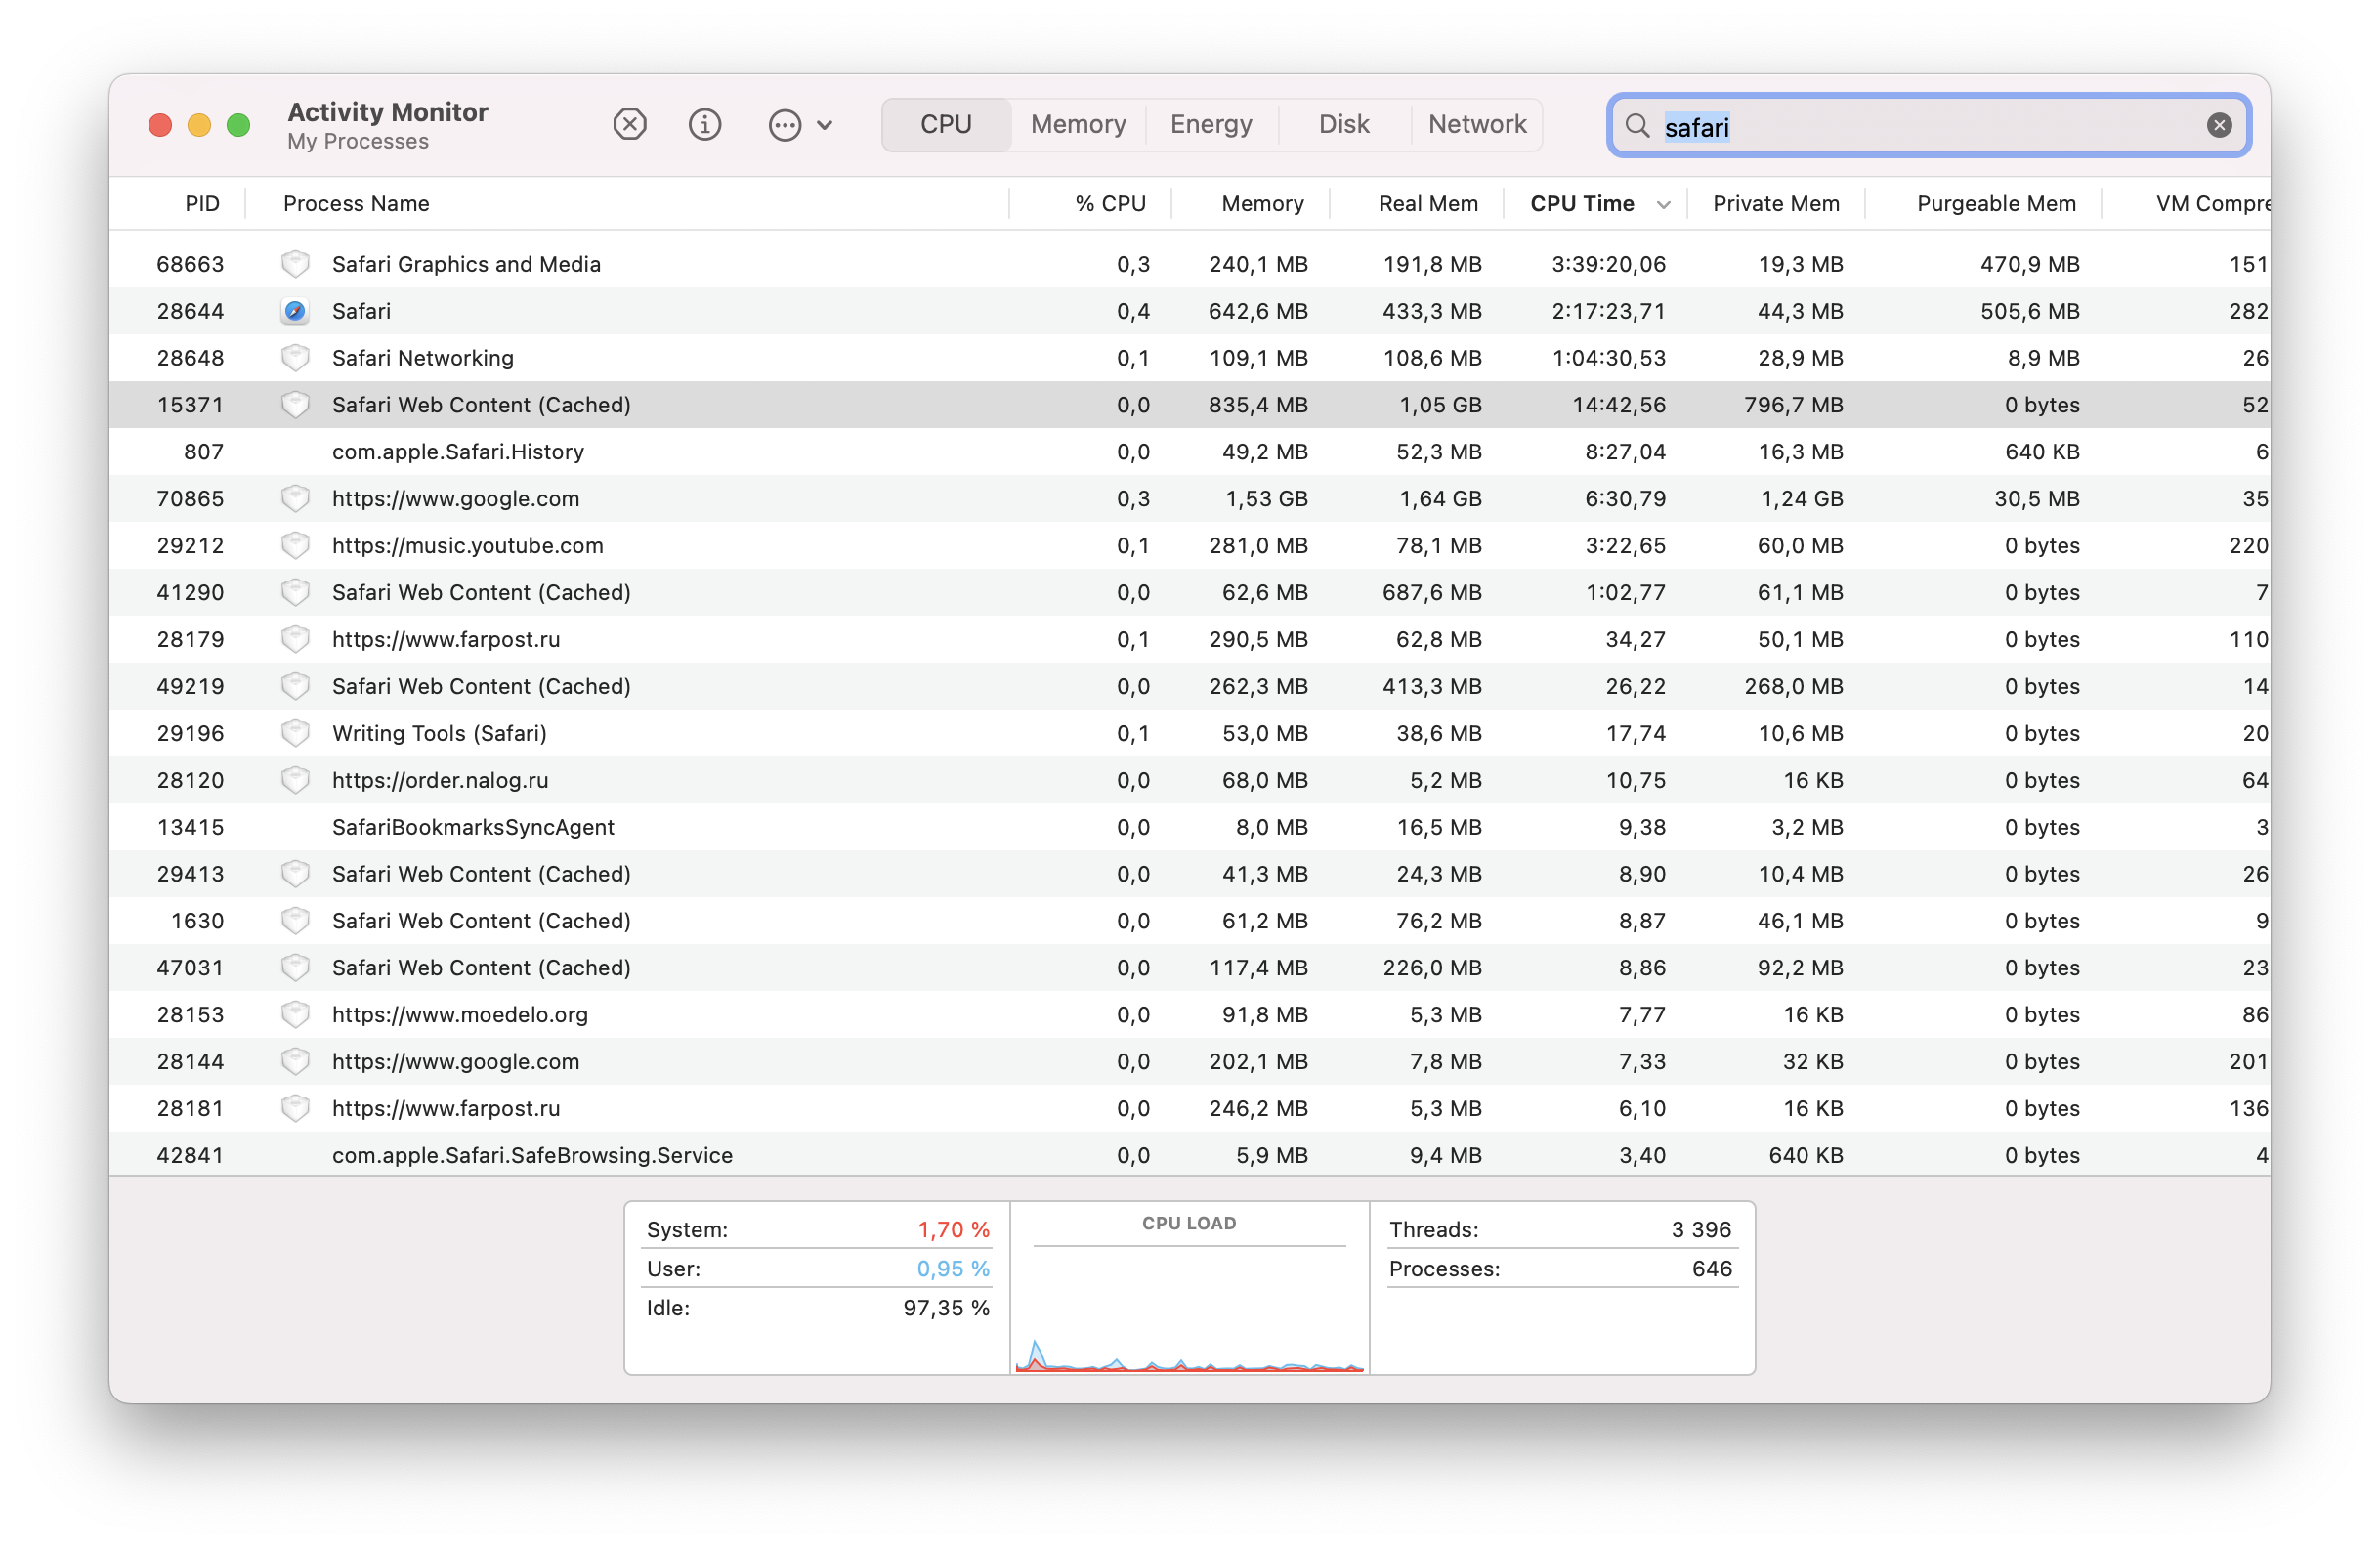 Activity Monitor
My Processes
CPU Memory Energy Disk Network
safari
PID Process Name % CPU Memory Real Mem CPU Time Private Mem Purgeable Mem VM Compre
68663 Safari Graphics and Media 0,3 240,1 MB 191,8 MB 3:39:20,06 19,3 MB 470,9 MB 151
28644 Safari 0,4 642,6 MB 433,3 MB 2:17:23,71 44,3 MB 505,6 MB 282
28648 Safari Networking 0,1 109,1 MB 108,6 MB 1:04:30,53 28,9 MB 8,9 MB 26
15371 Safari Web Content (Cached) 0,0 835,4 MB 1,05 GB 14:42,56 796,7 MB 0 bytes 52
807 com.apple.Safari.History 0,0 49,2 MB 52,3 MB 8:27,04 16,3 MB 640 KB 6
70865 https://www.google.com 0,3 1,53 GB 1,64 GB 6:30,79 1,24 GB 30,5 MB 35
29212 https://music.youtube.com 0,1 281,0 MB 78,1 MB 3:22,65 60,0 MB 0 bytes 220
41290 Safari Web Content (Cached) 0,0 62,6 MB 687,6 MB 1:02,77 61,1 MB 0 bytes 7
28179 https://www.farpost.ru 0,1 290,5 MB 62,8 MB 34,27 50,1 MB 0 bytes 110
49219 Safari Web Content (Cached) 0,0 262,3 MB 413,3 MB 26,22 268,0 MB 0 bytes 14
29196 Writing Tools (Safari) 0,1 53,0 MB 38,6 MB 17,74 10,6 MB 0 bytes 20
28120 https://order.nalog.ru 0,0 68,0 MB 5,2 MB 10,75 16 KB 0 bytes 64
13415 SafariBookmarksSyncAgent 0,0 8,0 MB 16,5 MB 9,38 3,2 MB 0 bytes 3
29413 Safari Web Content (Cached) 0,0 41,3 MB 24,3 MB 8,90 10,4 MB 0 bytes 26
1630 Safari Web Content (Cached) 0,0 61,2 MB 76,2 MB 8,87 46,1 MB 0 bytes 9
47031 Safari Web Content (Cached) 0,0 117,4 MB 226,0 MB 8,86 92,2 MB 0 bytes 23
28153 https://www.moedelo.org 0,0 91,8 MB 5,3 MB 7,77 16 KB 0 bytes 86
28144 https://www.google.com 0,0 202,1 MB 7,8 MB 7,33 32 KB 0 bytes 201
28181 https://www.farpost.ru 0,0 246,2 MB 5,3 MB 6,10 16 KB 0 bytes 136
42841 com.apple.Safari.SafeBrowsing.Service 0,0 5,9 MB 9,4 MB 3,40 640 KB 0 bytes 4
System: 1,70 %
User: 0,95 %
Idle: 97,35 %
CPU LOAD
Threads: 3 396
Processes: 646